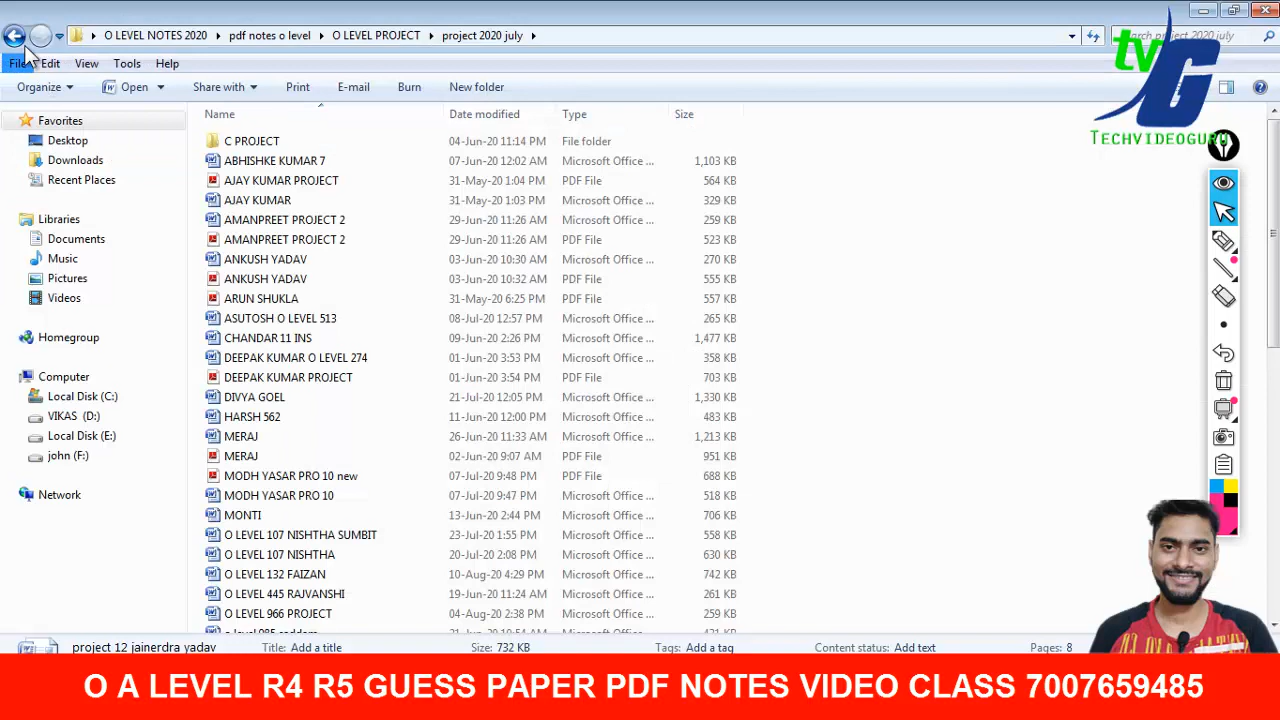 O LEVEL NOTES 2020 pdf notes o level O LEVEL PROJECT project 2020 july
arch project 2020 july
File Edit View Tools Help
Organize Open Share with Print E-mail Burn New folder
tv G
TECHVIDEOGURU
Name Date modified Type Size
Favorites
Desktop
Downloads
Recent Places
Libraries
Documents
Music
Pictures
Videos
Homegroup
Computer
Local Disk (C:)
VIKAS (D:)
Local Disk (E:)
john (F:)
Network
C PROJECT 04-Jun-20 11:14 PM File folder
ABHISHKE KUMAR 7 07-Jun-20 12:02 AM Microsoft Office ... 1,103 KB
AJAY KUMAR PROJECT 31-May-20 1:04 PM PDF File 564 KB
AJAY KUMAR 31-May-20 1:03 PM Microsoft Office ... 329 KB
AMANPREET PROJECT 2 29-Jun-20 11:26 AM Microsoft Office ... 259 KB
AMANPREET PROJECT 2 29-Jun-20 11:26 AM PDF File 523 KB
ANKUSH YADAV 03-Jun-20 10:30 AM Microsoft Office ... 270 KB
ANKUSH YADAV 03-Jun-20 10:32 AM PDF File 555 KB
ARUN SHUKLA 31-May-20 6:25 PM PDF File 557 KB
ASUTOSH O LEVEL 513 08-Jul-20 12:57 PM Microsoft Office ... 265 KB
CHANDAR 11 INS 09-Jun-20 2:26 PM Microsoft Office ... 1,477 KB
DEEPAK KUMAR O LEVEL 274 01-Jun-20 3:53 PM Microsoft Office ... 358 KB
DEEPAK KUMAR PROJECT 01-Jun-20 3:54 PM PDF File 703 KB
DIVYA GOEL 21-Jul-20 12:05 PM Microsoft Office ... 1,330 KB
HARSH 562 11-Jun-20 12:00 PM Microsoft Office ... 483 KB
MERAJ 26-Jun-20 11:33 AM Microsoft Office ... 1,213 KB
MERAJ 26-Jun-20 9:07 PM PDF File 951 KB
MODH YASAR PRO 10 new 07-Jul-20 9:48 PM PDF File 688 KB
MODH YASAR PRO 10 07-Jul-20 9:47 PM Microsoft Office ... 518 KB
MONTI 13-Jun-20 2:44 PM Microsoft Office ... 706 KB
O LEVEL 107 NISHTHA SUMBIT 23-Jul-20 1:55 PM Microsoft Office ... 558 KB
O LEVEL 107 NISHTHA 20-Jul-20 2:08 PM Microsoft Office ... 630 KB
O LEVEL 132 FAIZAN 10-Aug-20 4:29 PM Microsoft Office ... 742 KB
O LEVEL 445 RAJVANSHI 19-Jun-20 11:24 AM Microsoft Office ... 261 KB
O LEVEL 966 PROJECT 04-Aug-20 2:38 PM Microsoft Office ... 259 KB
project 12 jainerdra yadav Title: Add a title Size: 732 KB Tags: Add a tag Content status: Add text Pages: 8
O A LEVEL R4 R5 GUESS PAPER PDF NOTES VIDEO CLASS 7007659485